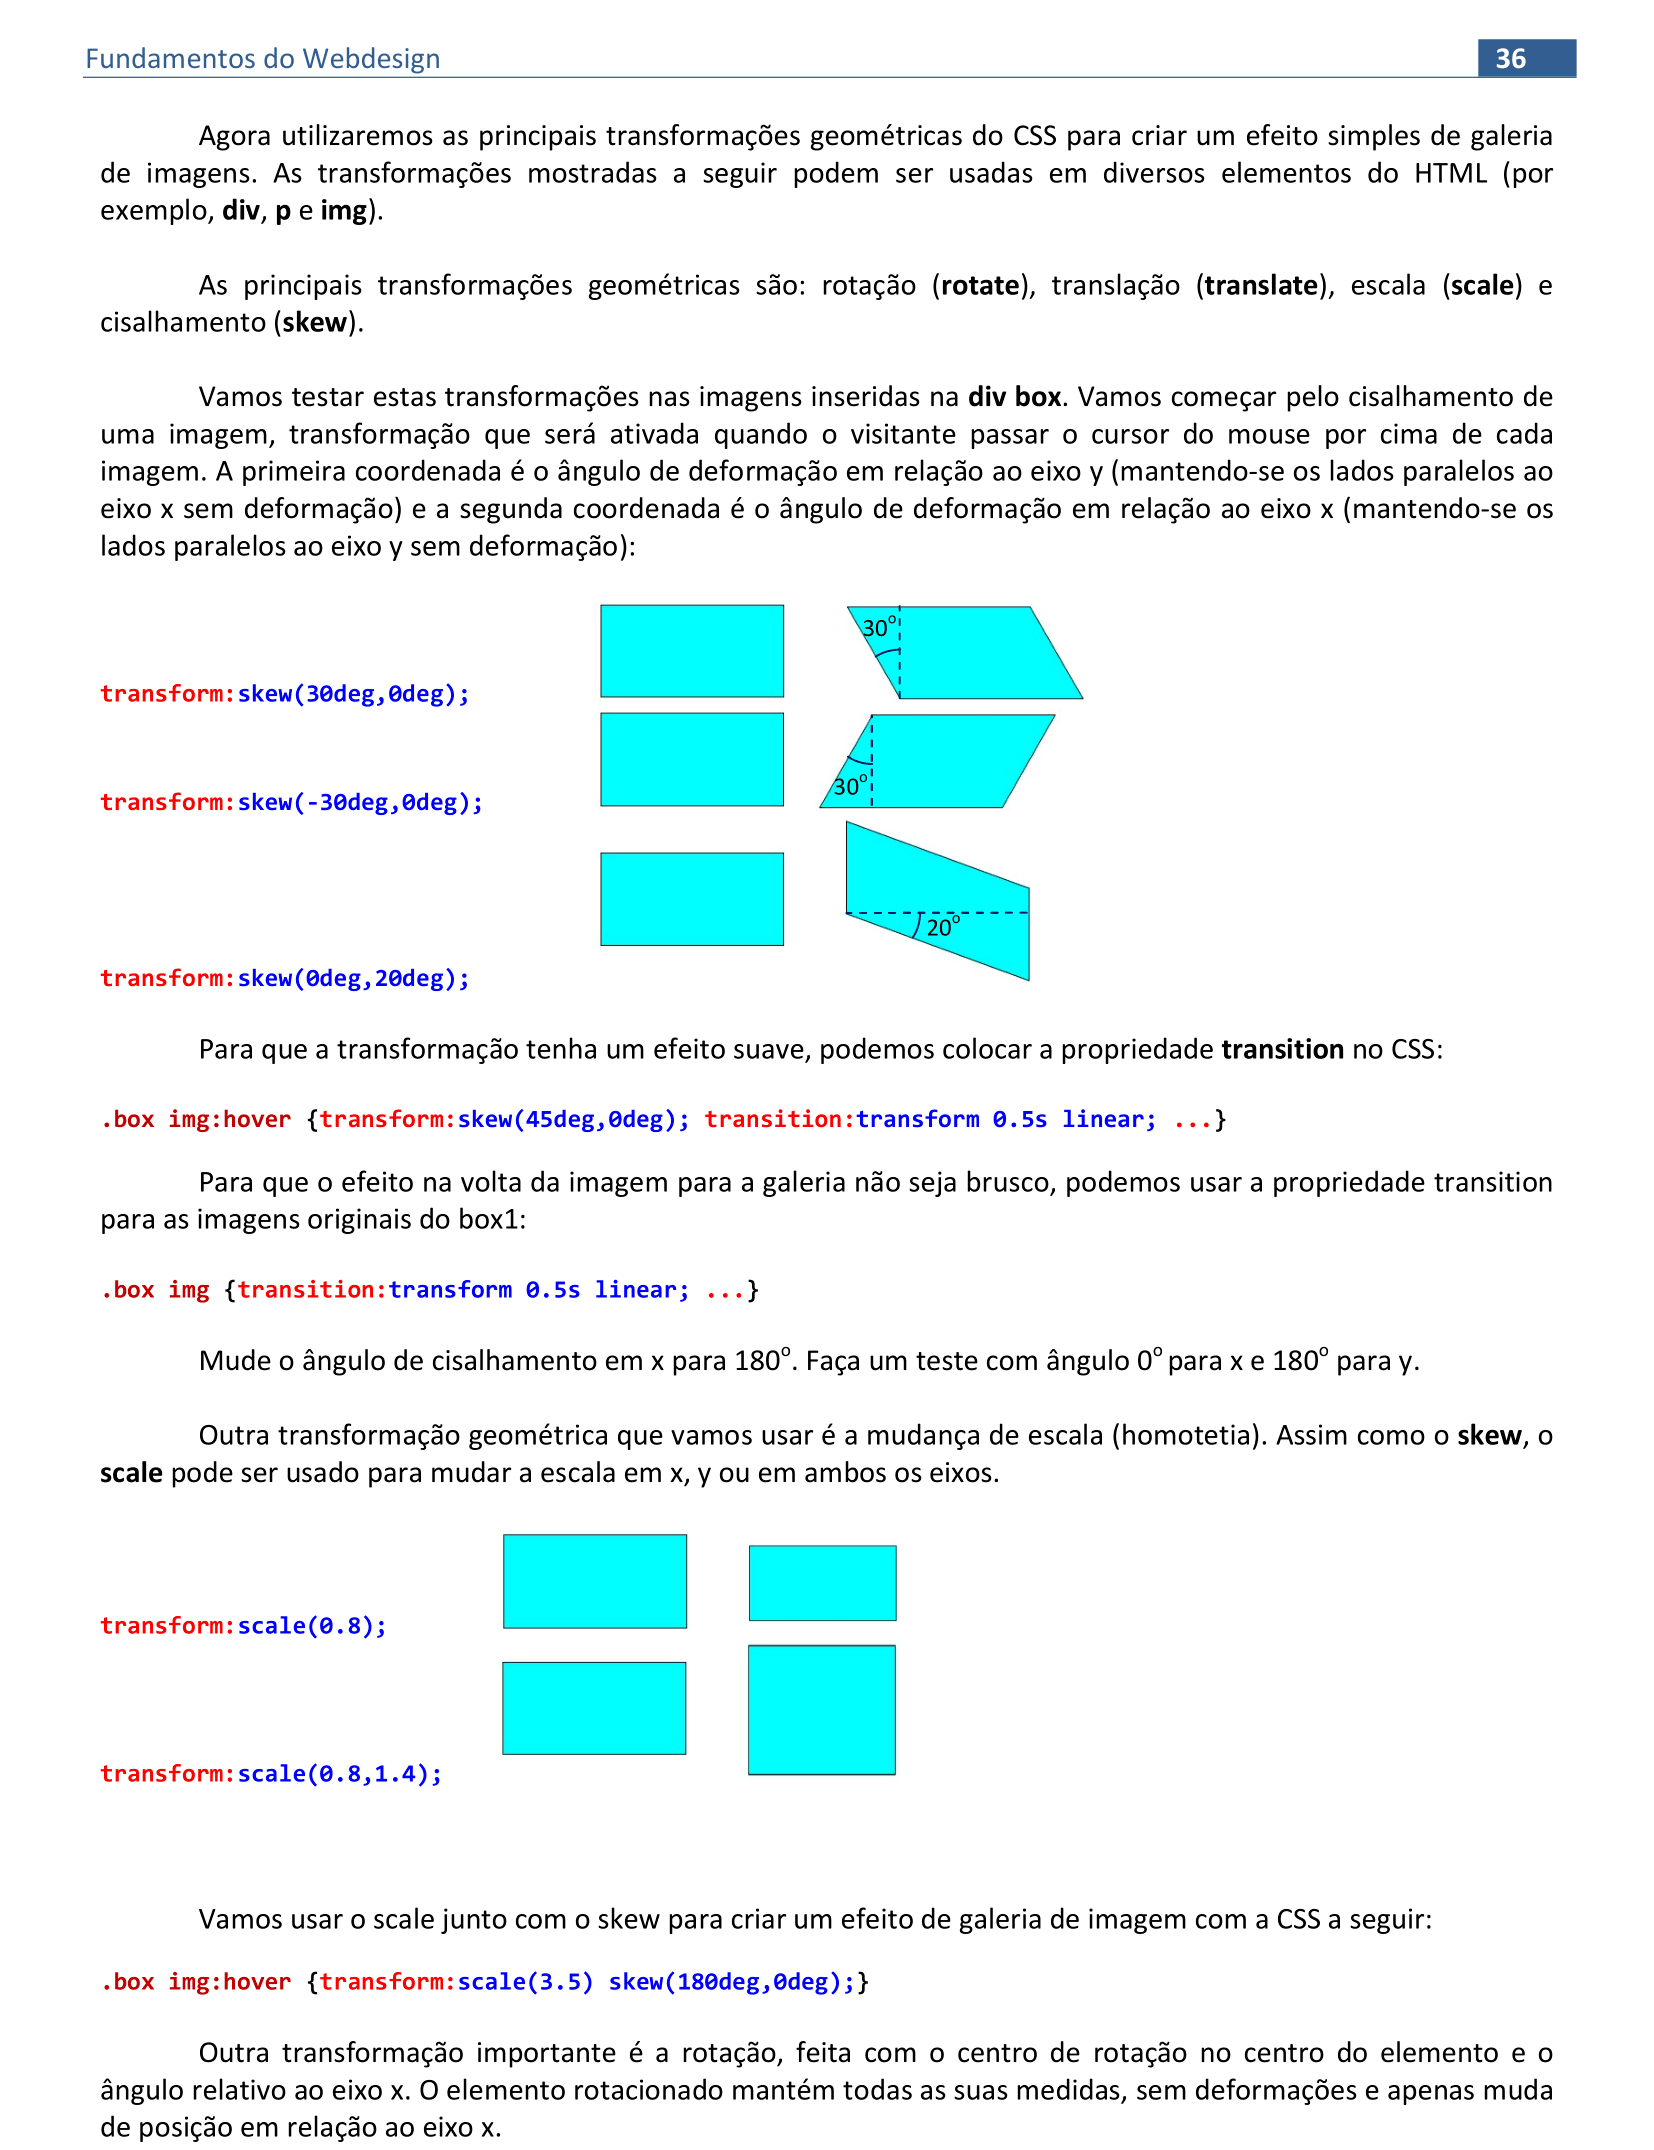 Fundamentos do Webdesign 36
Agora utilizaremos as principais transformações geométricas do CSS para criar um efeito simples de galeria
de imagens. As transformações mostradas a seguir podem ser usadas em diversos elementos do HTML (por
exemplo, div, p e img).
As principais transformações geométricas são: rotação (rotate), translação (translate), escala (scale) e
cisalhamento (skew).
Vamos testar estas transformações nas imagens inseridas na div box. Vamos começar pelo cisalhamento de
uma imagem, transformação que será ativada quando o visitante passar o cursor do mouse por cima de cada
imagem. A primeira coordenada é o ângulo de deformação em relação ao eixo y (mantendo-se os lados paralelos ao
eixo x sem deformação) e a segunda coordenada é o ângulo de deformação em relação ao eixo x (mantendo-se os
lados paralelos ao eixo y sem deformação):
30º
transform:skew(30deg,0deg);
30º
transform:skew(-30deg,0deg);
20º
transform:skew(0deg,20deg);
Para que a transformação tenha um efeito suave, podemos colocar a propriedade transition no CSS:
.box img:hover {transform:skew(45deg,0deg); transition:transform 0.5s linear; ...}
Para que o efeito na volta da imagem para a galeria não seja brusco, podemos usar a propriedade transition
para as imagens originais do box1:
.box img {transition:transform 0.5s linear; ...}
Mude o ângulo de cisalhamento em x para 180º. Faça um teste com ângulo 0º para x e 180º para y.
Outra transformação geométrica que vamos usar é a mudança de escala (homotetia). Assim como o skew, o
scale pode ser usado para mudar a escala em x, y ou em ambos os eixos.
transform:scale(0.8);
transform:scale(0.8,1.4);
Vamos usar o scale junto com o skew para criar um efeito de galeria de imagem com a CSS a seguir:
.box img:hover {transform:scale(3.5) skew(180deg,0deg);}
Outra transformação importante é a rotação, feita com o centro de rotação no centro do elemento e o
ângulo relativo ao eixo x. O elemento rotacionado mantém todas as suas medidas, sem deformações e apenas muda
de posição em relação ao eixo x.